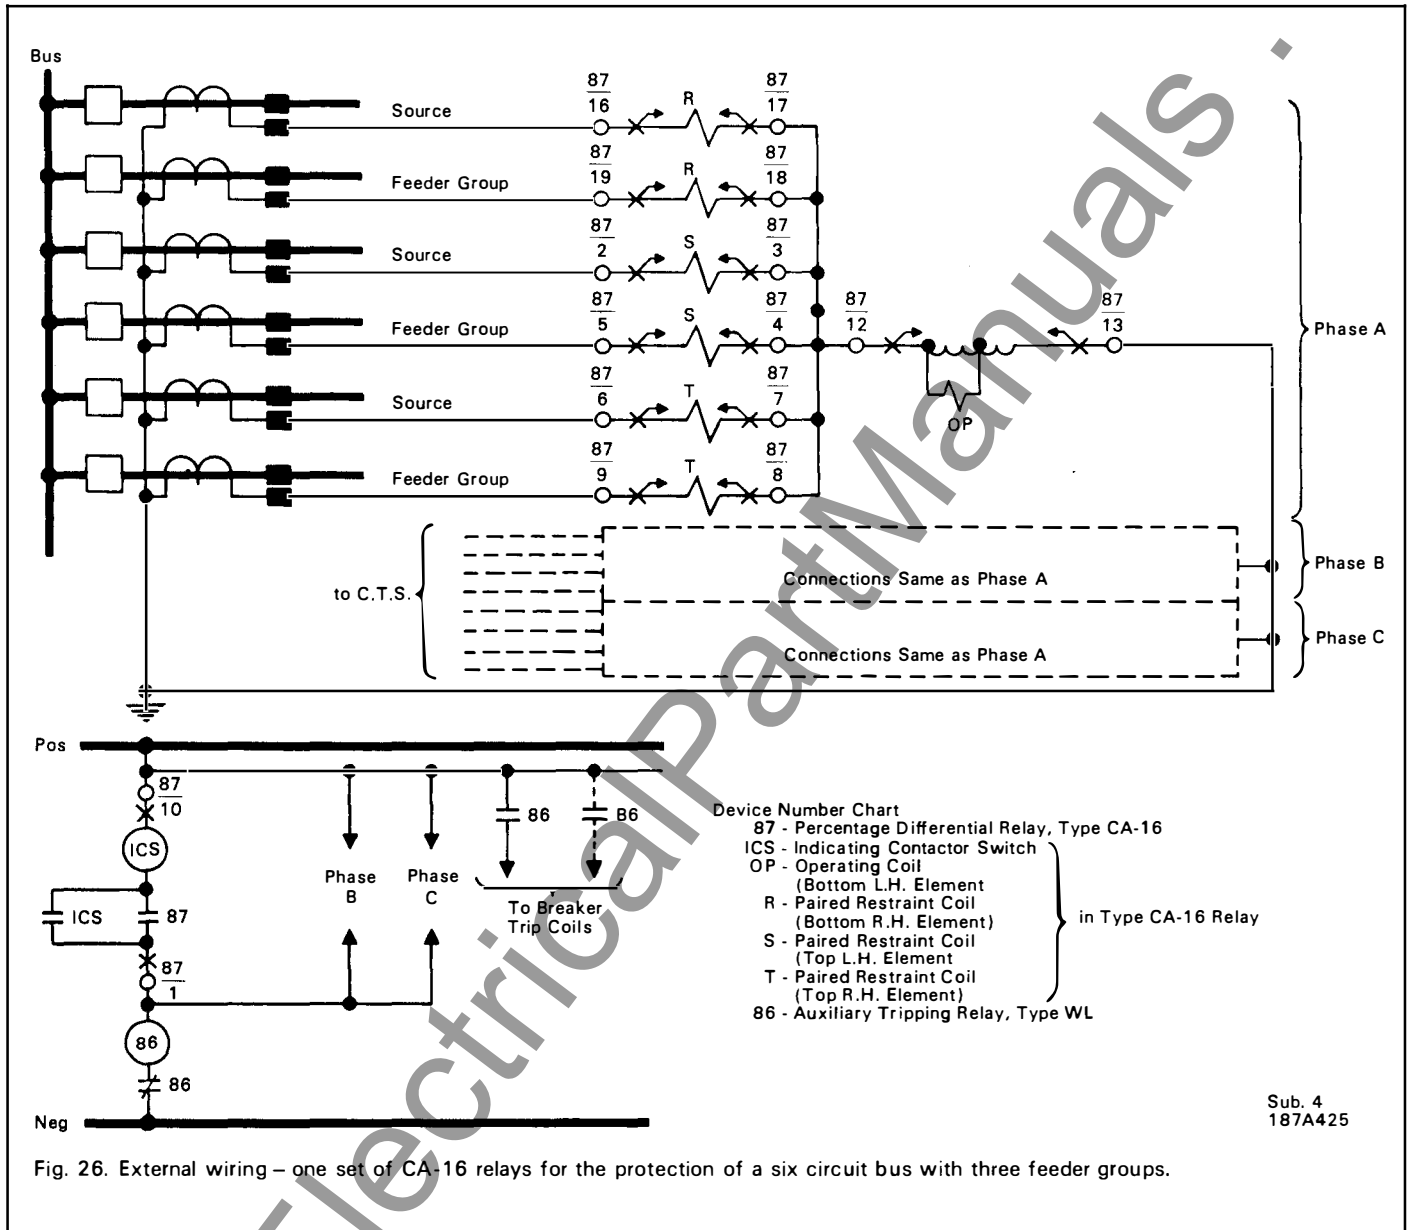 Bus
Source
87
16
R
87
17
Feeder Group
87
19
R
87
18
Source
87
2
S
87
3
Feeder Group
87
5
S
87
4
87
12
87
13
OP
Source
87
6
T
87
7
Feeder Group
87
9
T
87
8
Phase A
to C.T.S.
Connections Same as Phase A
Phase B
Connections Same as Phase A
Phase C
Pos
87
10
ICS
ICS
87
87
1
86
86
Neg
Phase
B
Phase
C
86
B6
To Breaker
Trip Coils
Device Number Chart
87 - Percentage Differential Relay, Type CA-16
ICS - Indicating Contactor Switch
OP - Operating Coil
(Bottom L.H. Element
R - Paired Restraint Coil
(Bottom R.H. Element)
S - Paired Restraint Coil
(Top L.H. Element
T - Paired Restraint Coil
(Top R.H. Element)
86 - Auxiliary Tripping Relay, Type WL
in Type CA-16 Relay
Sub. 4
187A425
Fig. 26. External wiring – one set of CA-16 relays for the protection of a six circuit bus with three feeder groups.
ElectricalPartManuals .